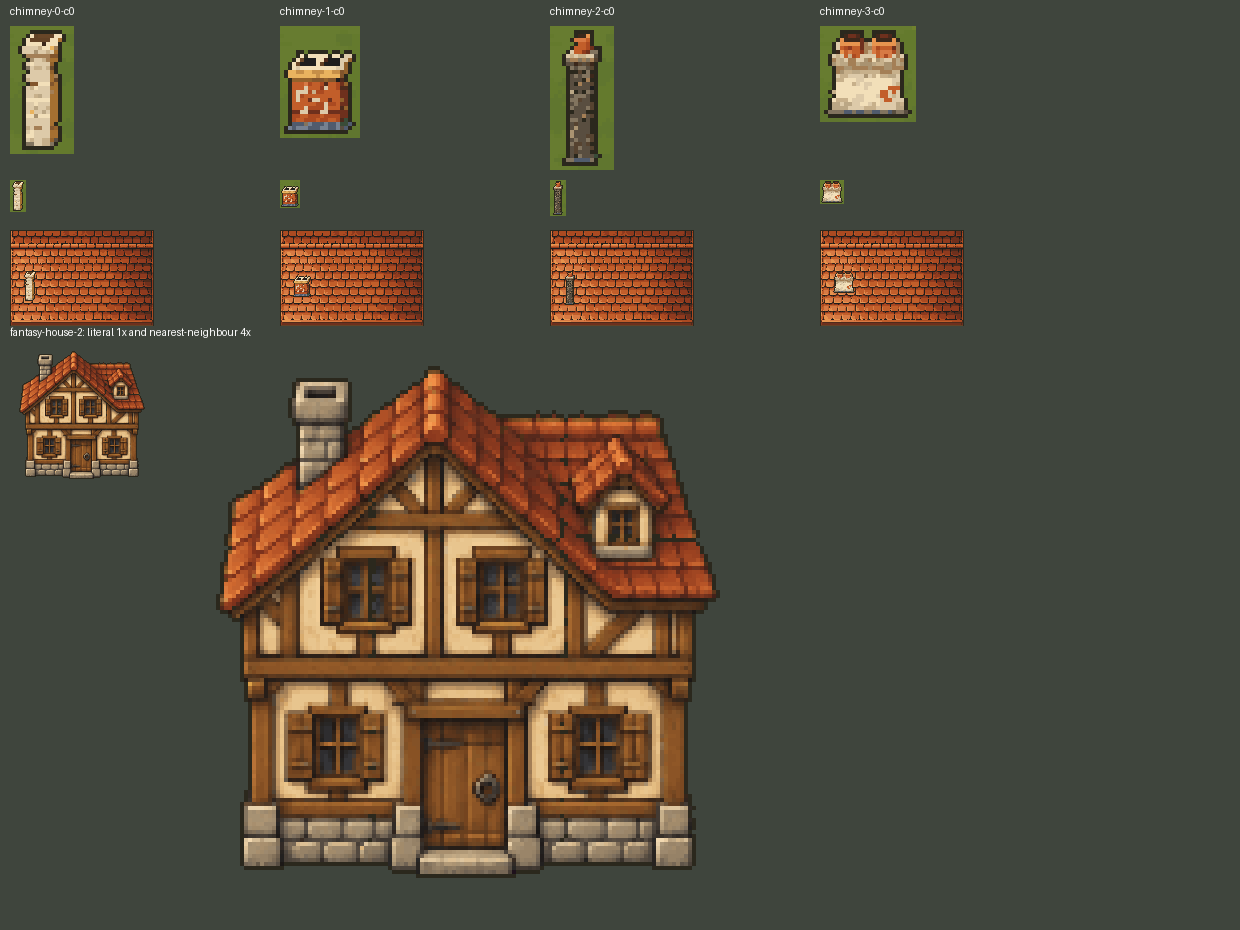 chimney-0-c0
chimney-1-c0
chimney-2-c0
chimney-3-c0
fantasy-house-2: literal 1x and nearest-neighbour 4x